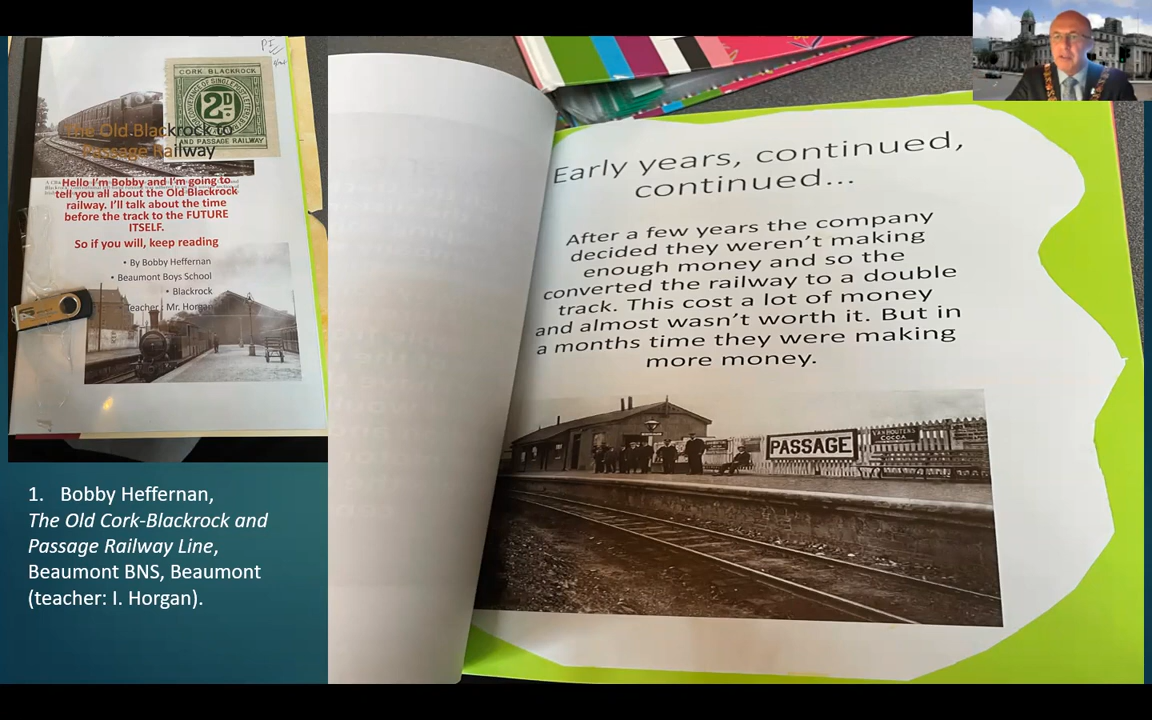 PI
CORK BLACKROCK
2D
AND PASSAGE RAILWAY
The Old Blackrock to
Passage Railway
Hello I'm Bobby and I'm going to
tell you all about the Old Blackrock
railway. I'll talk about the time
before the track to the FUTURE
ITSELF.
So if you will, keep reading
• By Bobby Heffernan
• Beaumont Boys School
• Blackrock
Teacher: Mr. Horgan
1. Bobby Heffernan,
The Old Cork-Blackrock and
Passage Railway Line,
Beaumont BNS, Beaumont
(teacher: I. Horgan).
Early years, continued,
continued...
After a few years the company
decided they weren't making
enough money and so the
converted the railway to a double
track. This cost a lot of money
and almost wasn't worth it. But in
a months time they were making
more money.
PASSAGE
VAN HOUTEN'S
COCOA